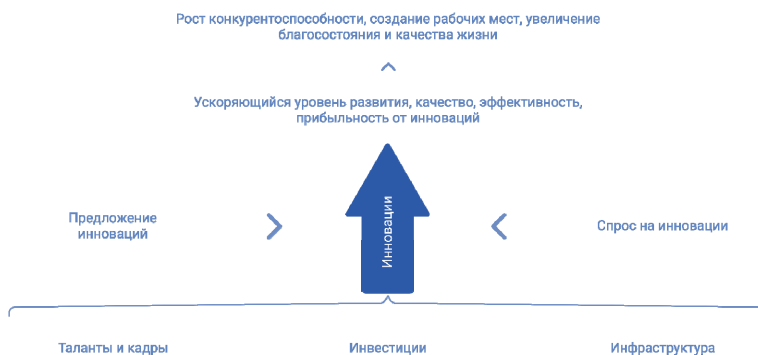 Рост конкурентоспособности, создание рабочих мест, увеличение
благосостояния и качества жизни
Ускоряющийся уровень развития, качество, эффективность,
прибыльность от инноваций
Предложение
инноваций
Инновации
Спрос на инновации
Таланты и кадры
Инвестиции
Инфраструктура